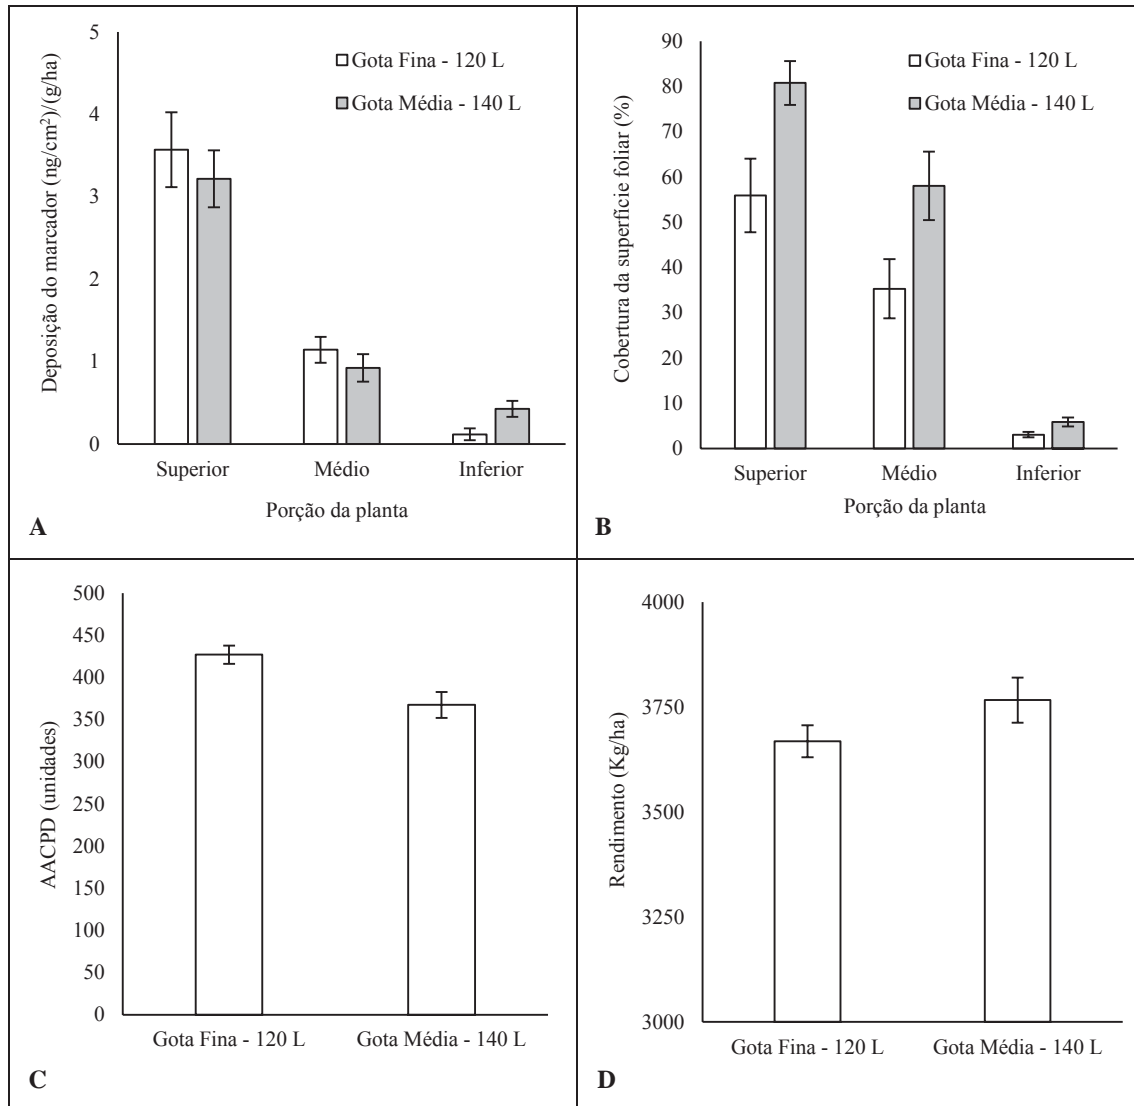 5
4
3
2
1
0
Deposição do marcador (ng/cm²)/(g/ha)
Gota Fina - 120 L
Gota Média - 140 L
Superior Médio Inferior
Porção da planta
A
90
80
70
60
50
40
30
20
10
0
Cobertura da superfície foliar (%)
Gota Fina - 120 L
Gota Média - 140 L
Superior Médio Inferior
Porção da planta
B
500
450
400
350
300
250
200
150
100
50
0
AACPD (unidades)
Gota Fina - 120 L Gota Média - 140 L
C
4000
3750
3500
3250
3000
Rendimento (Kg/ha)
Gota Fina - 120 L Gota Média - 140 L
D